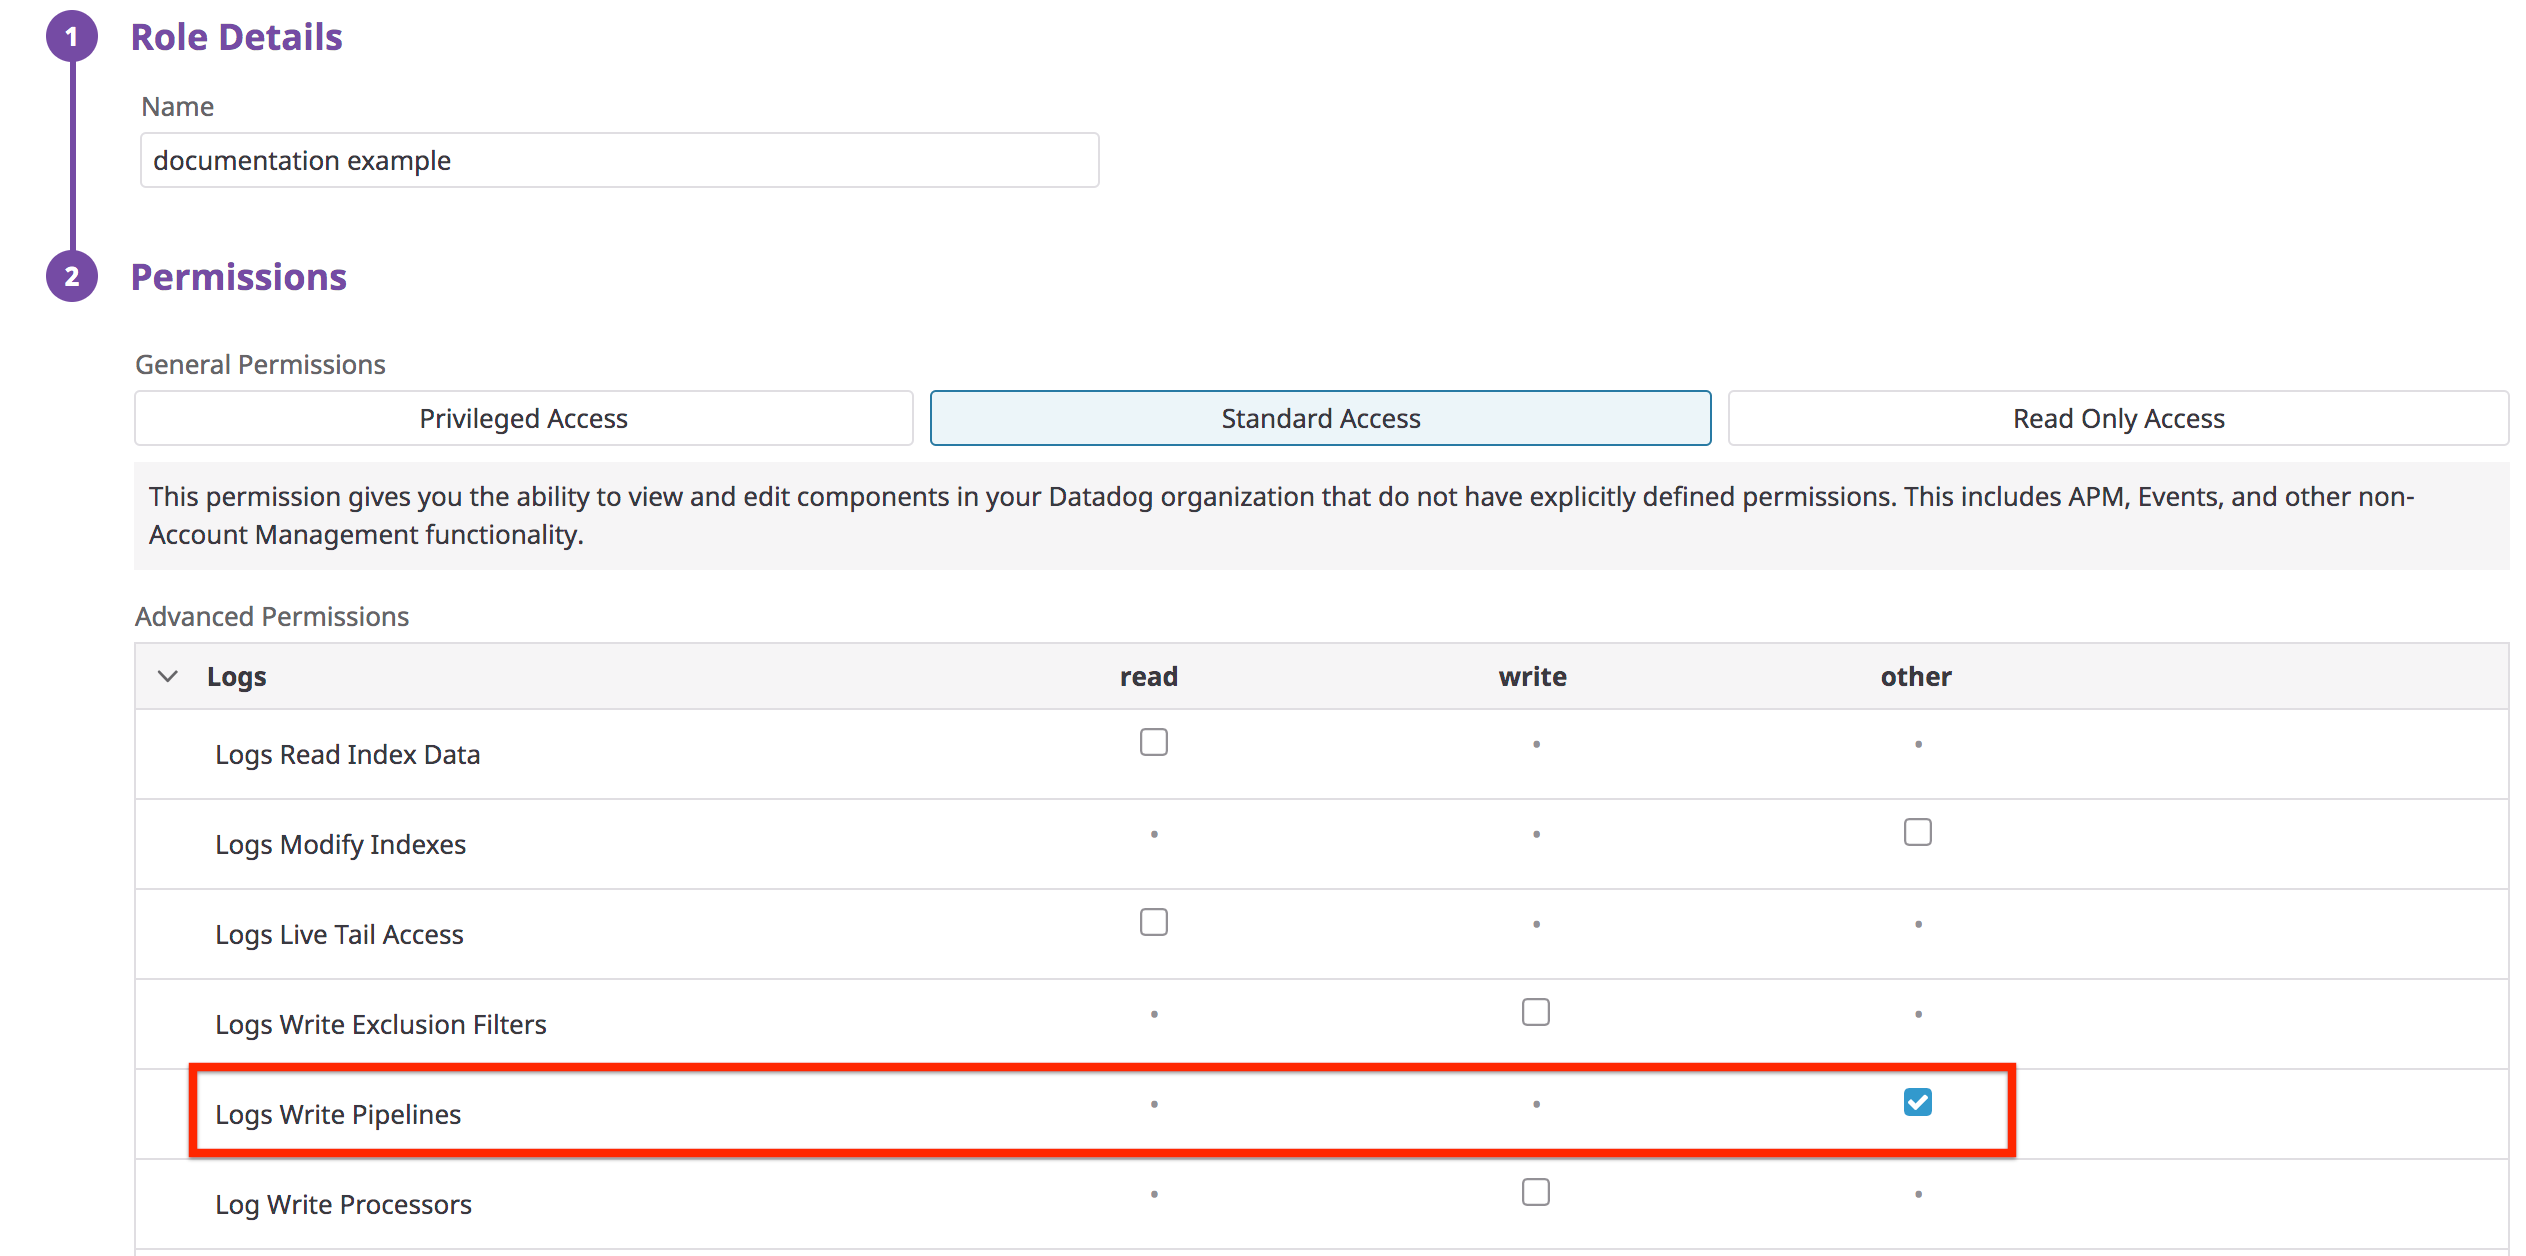 1 Role Details
Name
documentation example
2 Permissions
General Permissions
Privileged Access Standard Access Read Only Access
This permission gives you the ability to view and edit components in your Datadog organization that do not have explicitly defined permissions. This includes APM, Events, and other non-
Account Management functionality.
Advanced Permissions
Logs read write other
Logs Read Index Data
Logs Modify Indexes
Logs Live Tail Access
Logs Write Exclusion Filters
Logs Write Pipelines
Log Write Processors